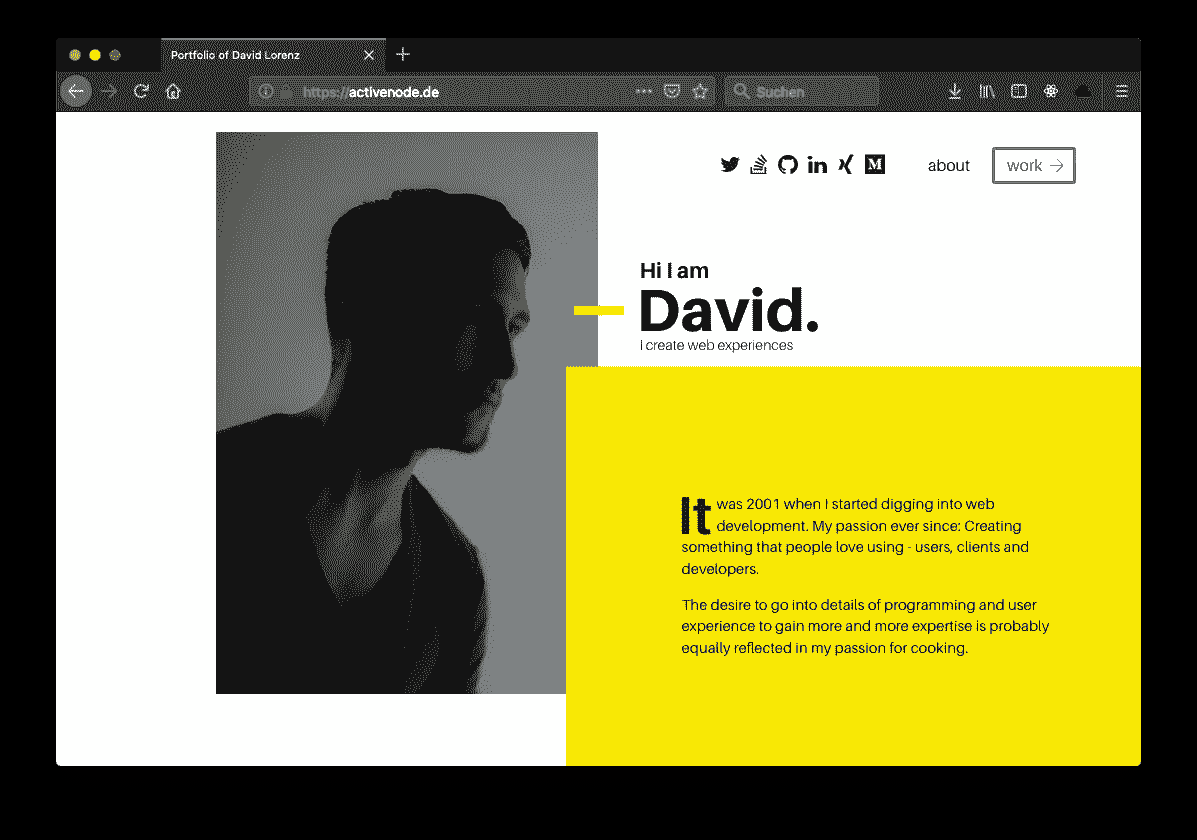 Portfolio of David Lorenz
https://activenode.de
Suchen
M
about
work →
Hi I am
David.
I create web experiences
It was 2001 when I started digging into web
development. My passion ever since: Creating
something that people love using - users, clients and
developers.
The desire to go into details of programming and user
experience to gain more and more expertise is probably
equally reflected in my passion for cooking.